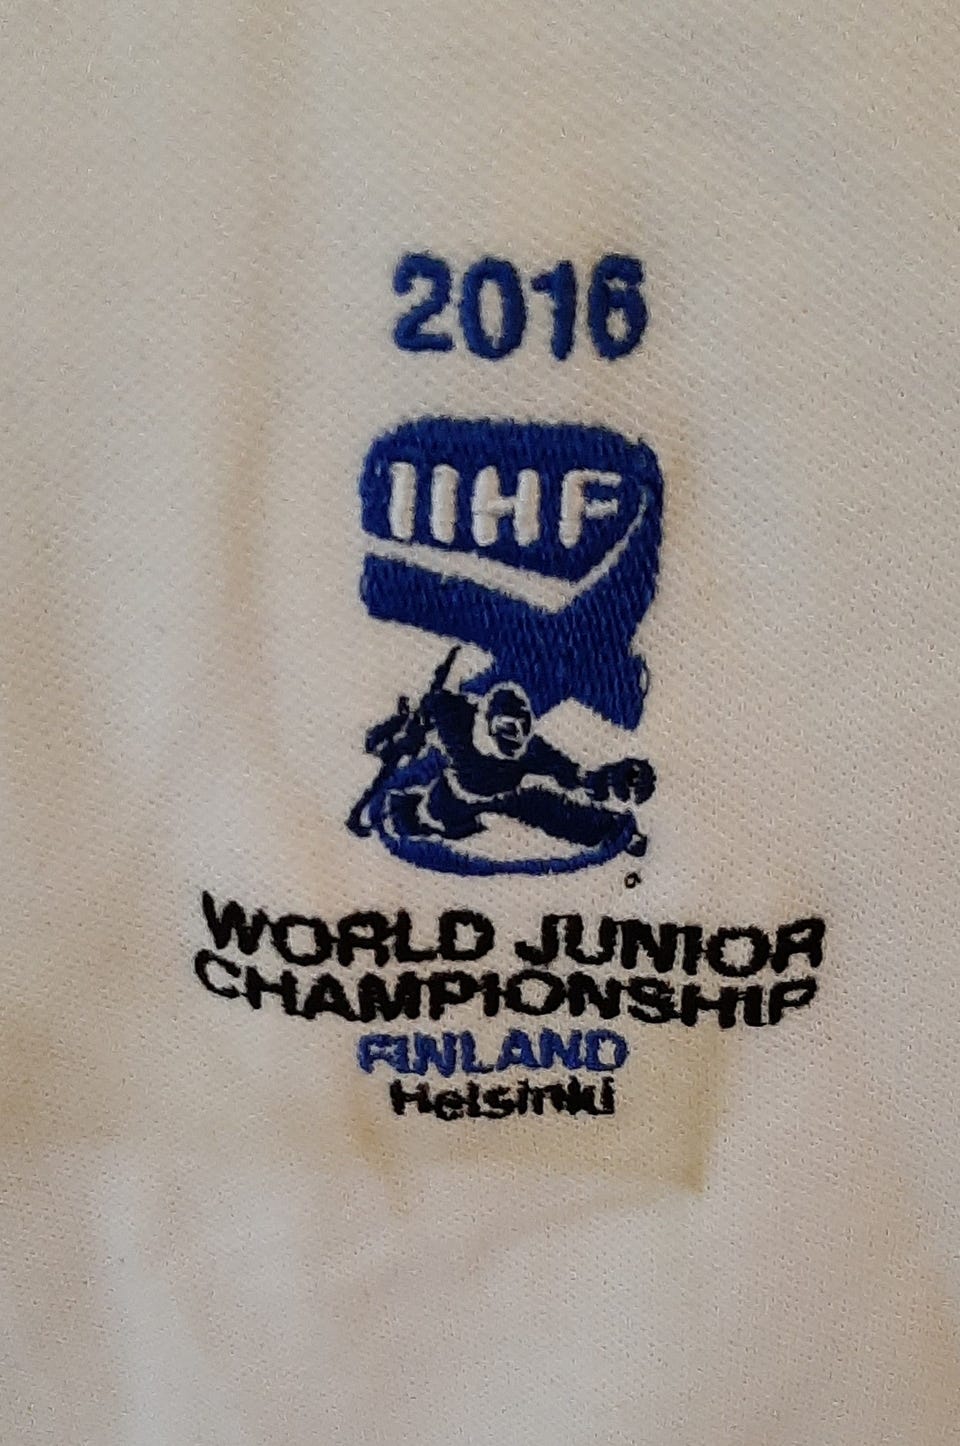 2016
IIHF
WORLD JUNIOR
CHAMPIONSHIP
FINLAND
Helsinki